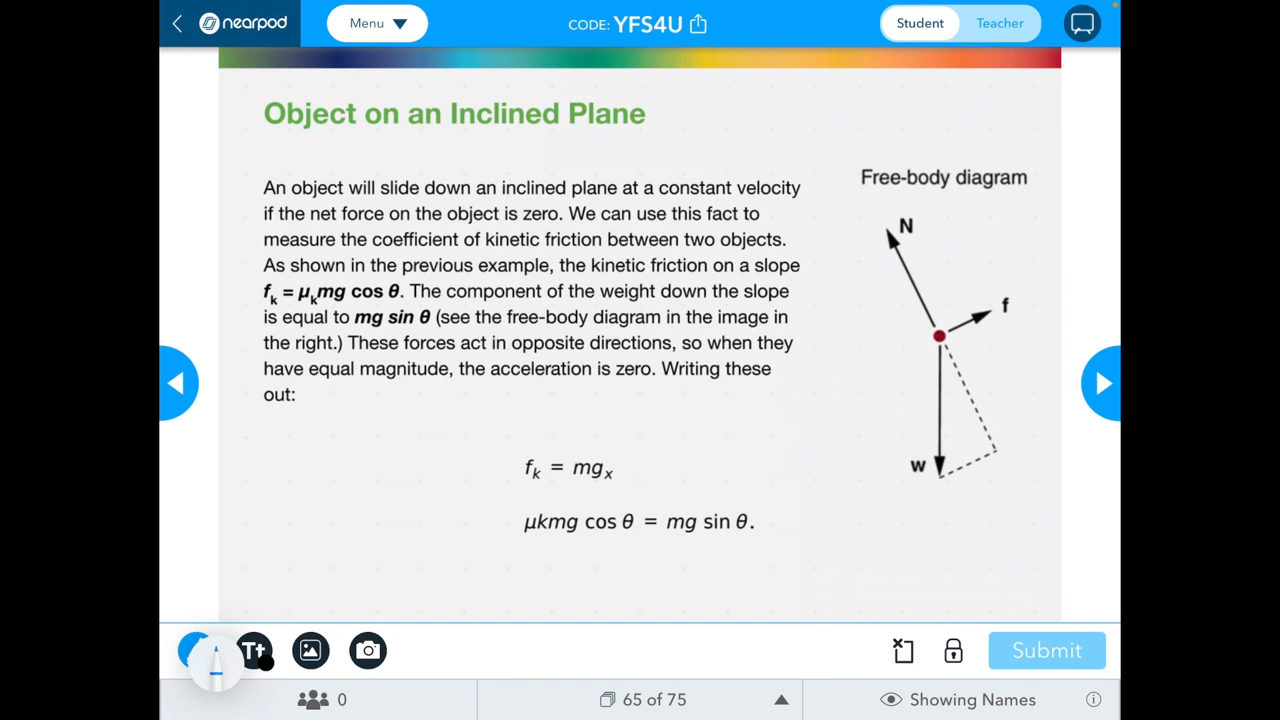 nearpod
Menu
CODE: YFS4U
Student
Teacher
Object on an Inclined Plane
An object will slide down an inclined plane at a constant velocity
if the net force on the object is zero. We can use this fact to
measure the coefficient of kinetic friction between two objects.
As shown in the previous example, the kinetic friction on a slope
fₖ = μₖmg cos θ. The component of the weight down the slope
is equal to mg sin θ (see the free-body diagram in the image in
the right.) These forces act in opposite directions, so when they
have equal magnitude, the acceleration is zero. Writing these
out:
fₖ = mgₓ
μkmg cos θ = mg sin θ.
Free-body diagram
N
f
w
Tt
Submit
0
65 of 75
Showing Names